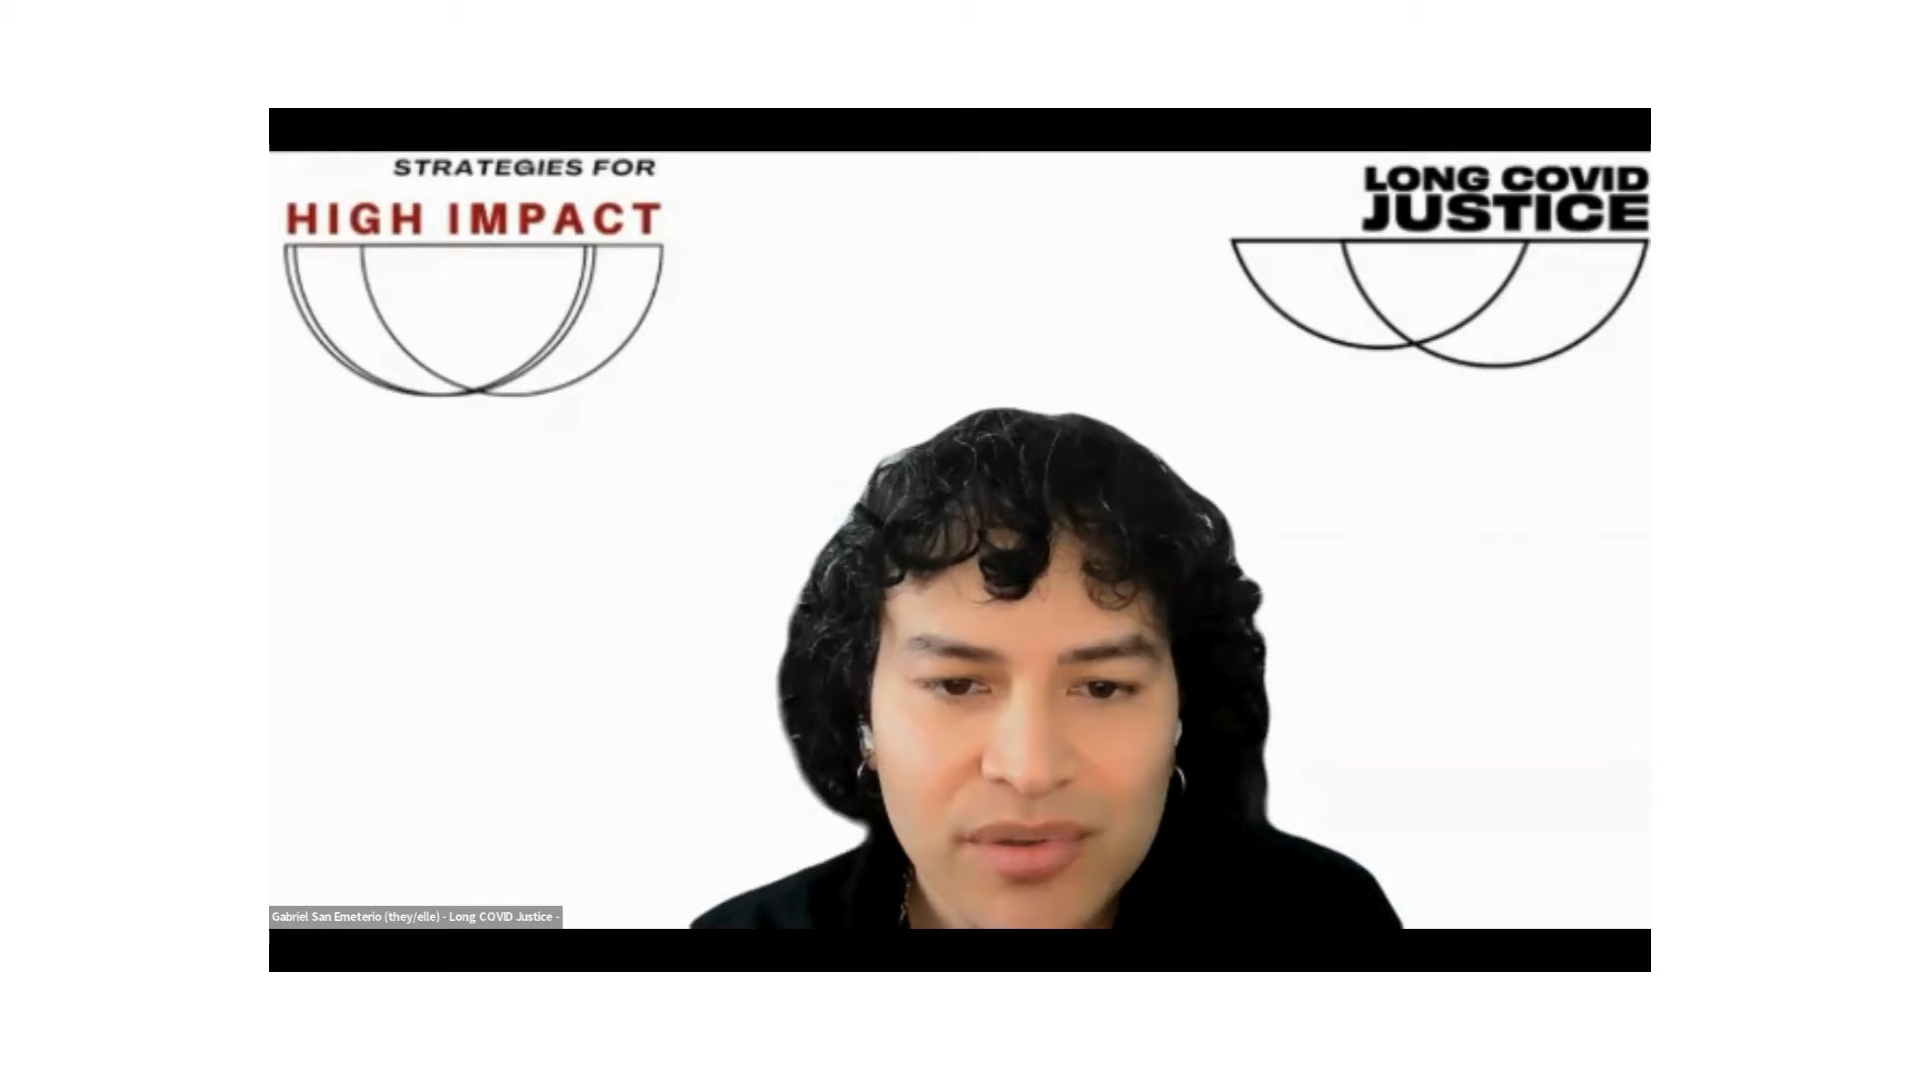 STRATEGIES FOR
HIGH IMPACT
LONG COVID
JUSTICE
Gabriel San Emeterio (they/elle) - Long COVID Justice -